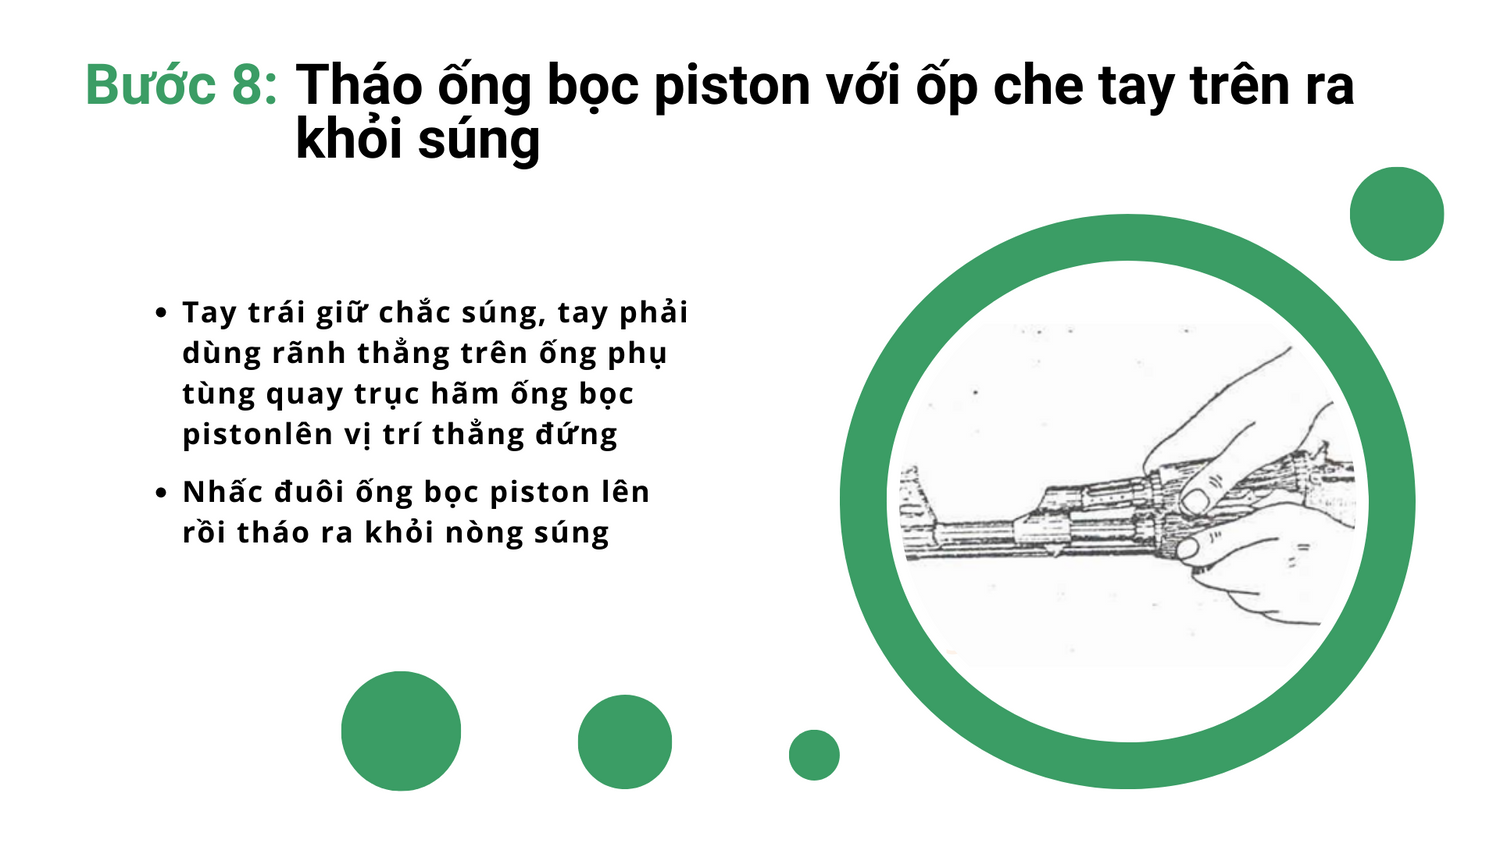 Bước 8: Tháo ống bọc piston với ốp che tay trên ra
khỏi súng
• Tay trái giữ chắc súng, tay phải
dùng rãnh thẳng trên ống phụ
tùng quay trục hãm ống bọc
pistonlên vị trí thẳng đứng
• Nhấc đuôi ống bọc piston lên
rồi tháo ra khỏi nòng súng